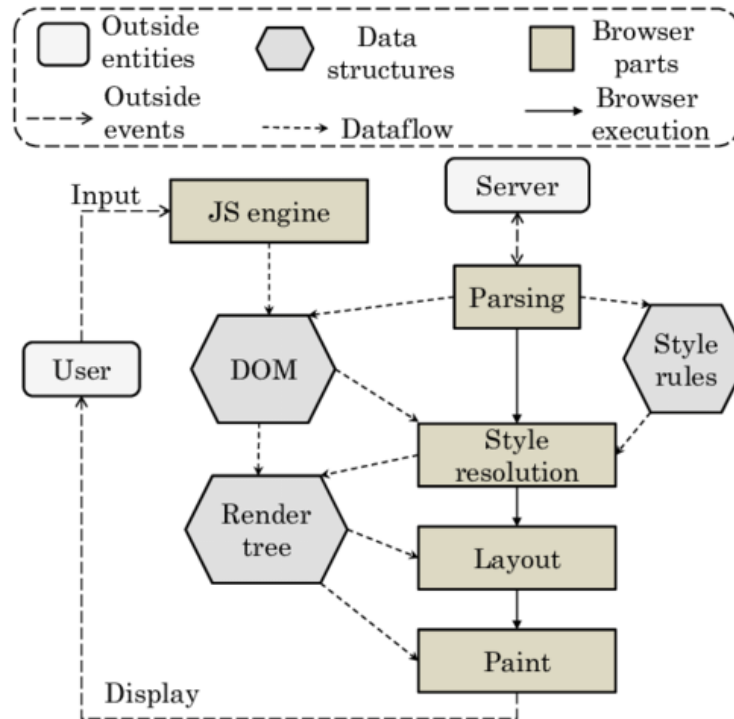 Outside
entities
Data
structures
Browser
parts
Outside
events
Dataflow
Browser
execution
Input
JS engine
Server
Parsing
User
DOM
Style
rules
Style
resolution
Render
tree
Layout
Paint
Display